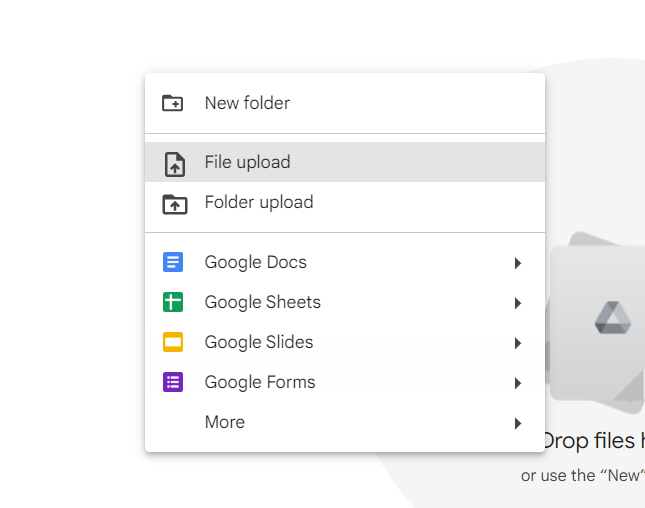 New folder
File upload
Folder upload
Google Docs
Google Sheets
Google Slides
Google Forms
More
Drop files h
or use the “New”